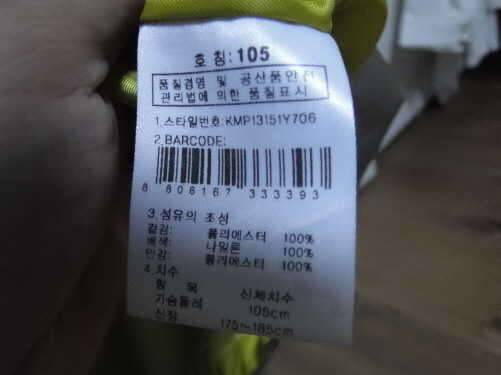 호 칭:105
품질경영 및 공산품안전
관리법에 의한 품질표시
1.스타일번호:KMP13151Y706
2.BARCODE:
8 806167 333393
3.섬유의 조성
겉감: 폴리에스터 100%
배색: 나일론 100%
안감: 폴리에스터 100%
4.치수
항 목 신체치수
가슴둘레 105cm
신장 175~185cm